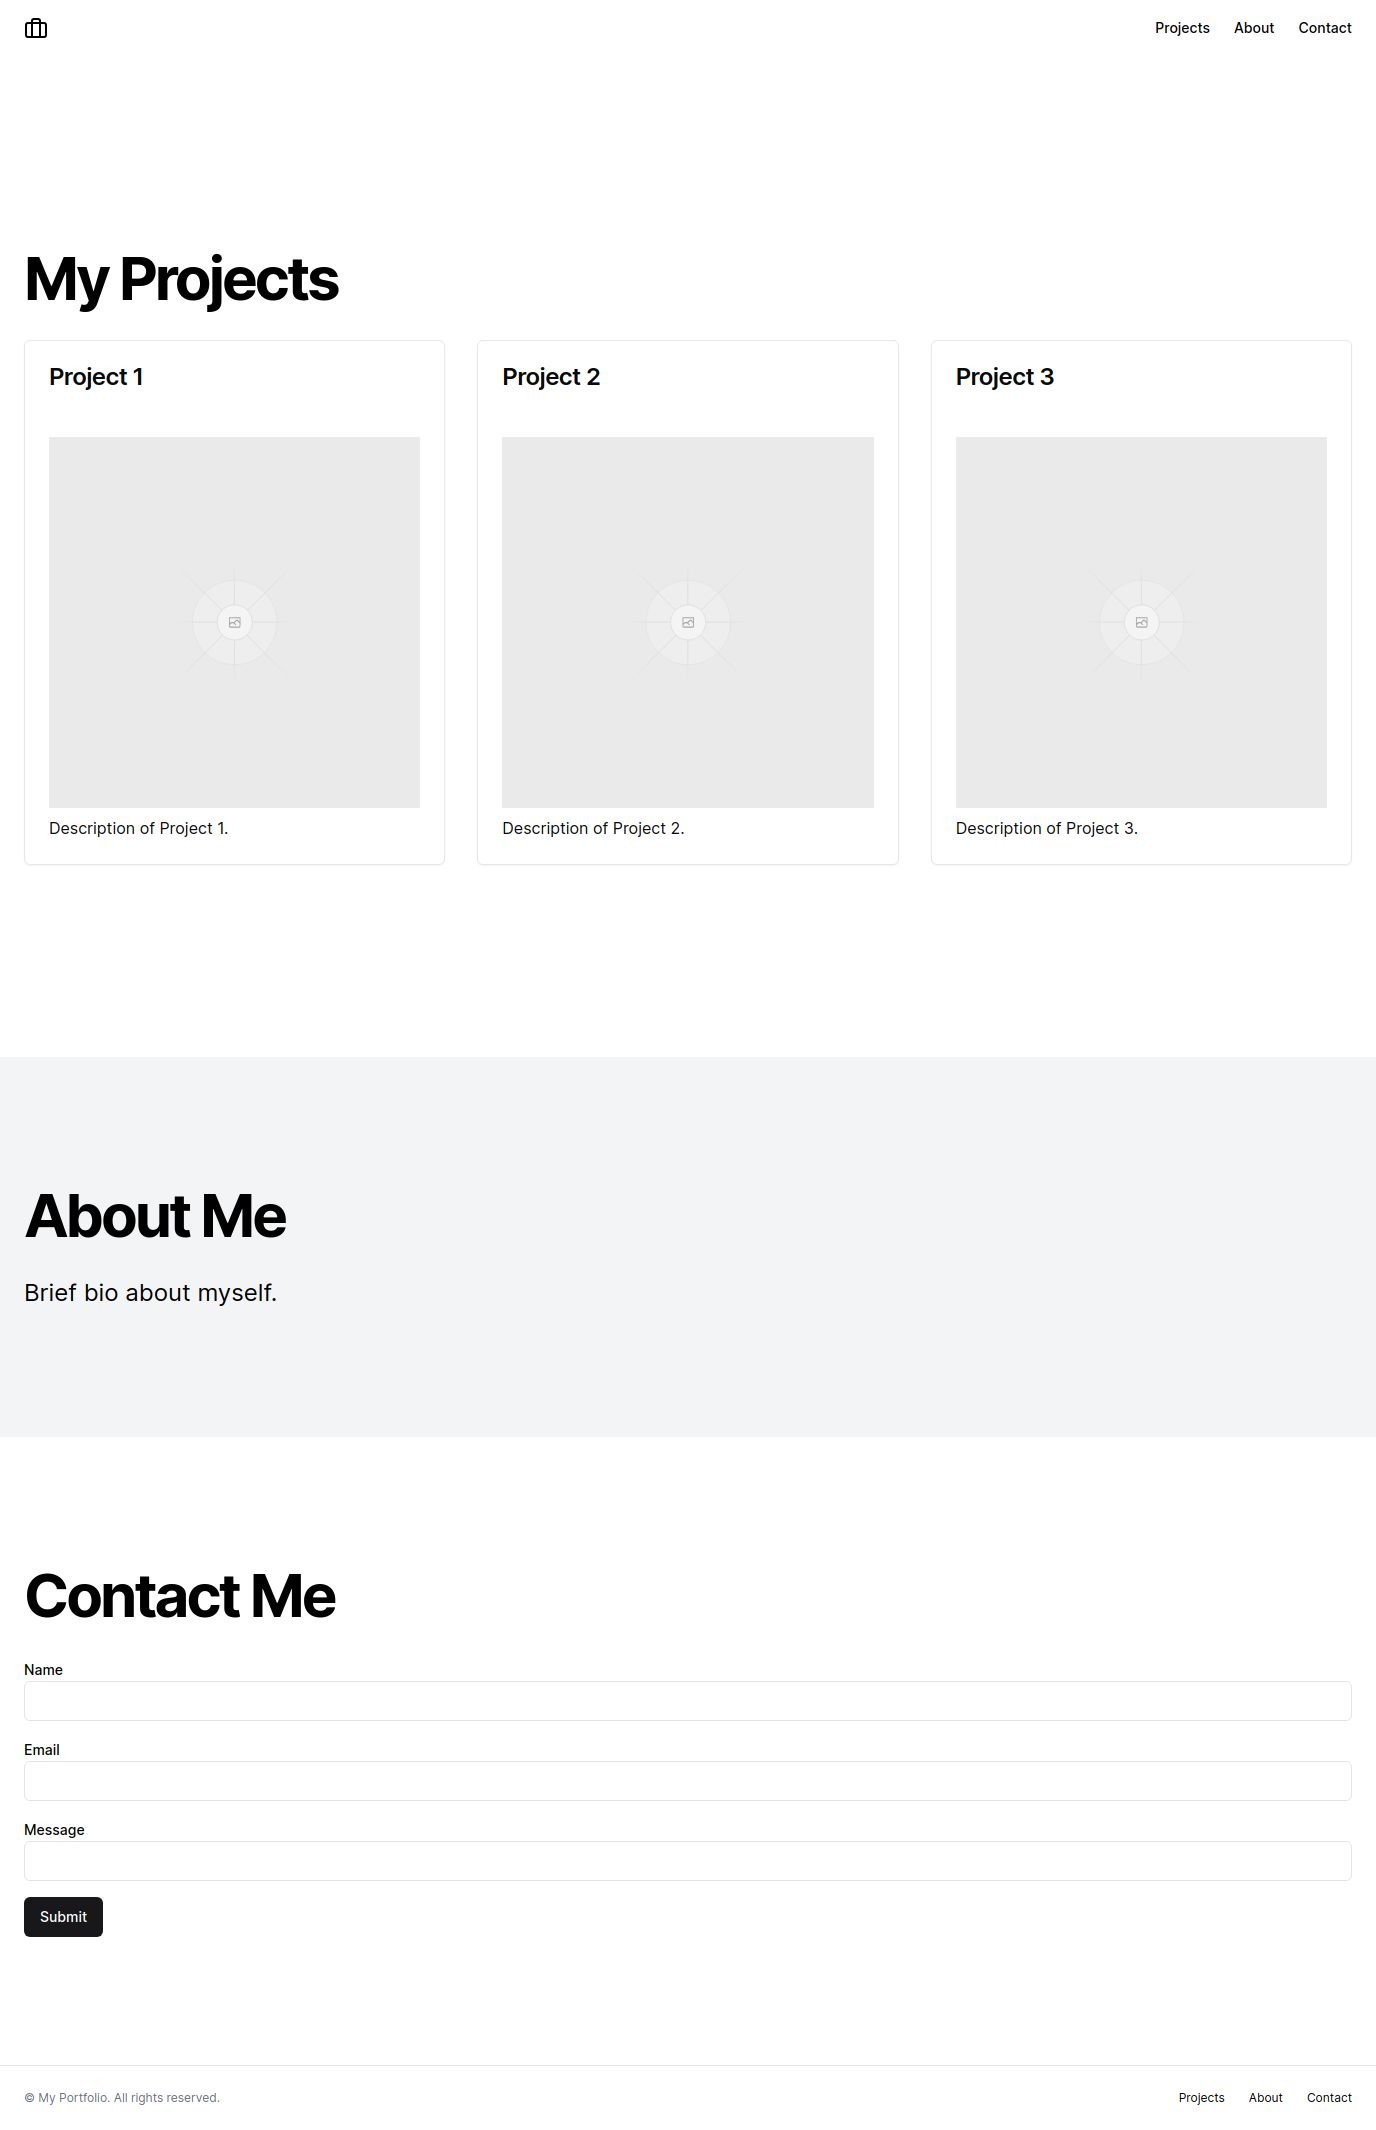 Projects About Contact
My Projects
Project 1 Project 2 Project 3
Description of Project 1. Description of Project 2. Description of Project 3.
About Me
Brief bio about myself.
Contact Me
Name
Email
Message
Submit
© My Portfolio. All rights reserved. Projects About Contact